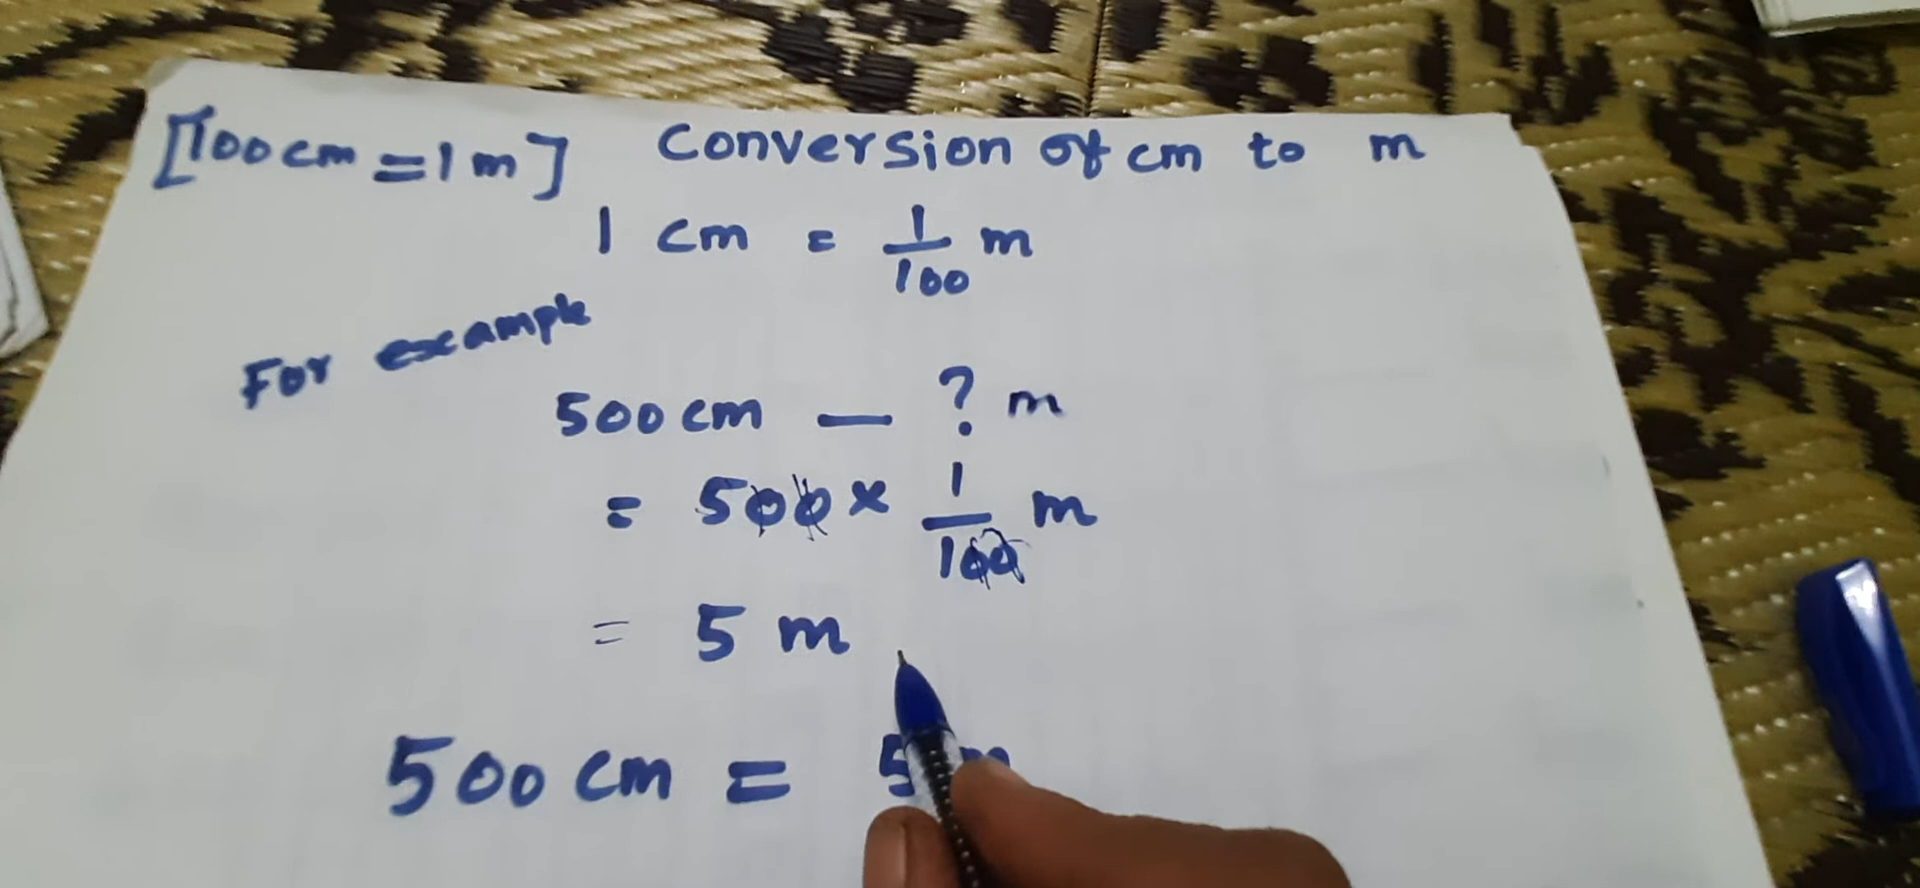 [100 cm = 1 m] Conversion of cm to m
1 cm = 1/100 m
For example
500 cm — ? m
= 500 × 1/100 m
= 5 m
500 cm = 5 m